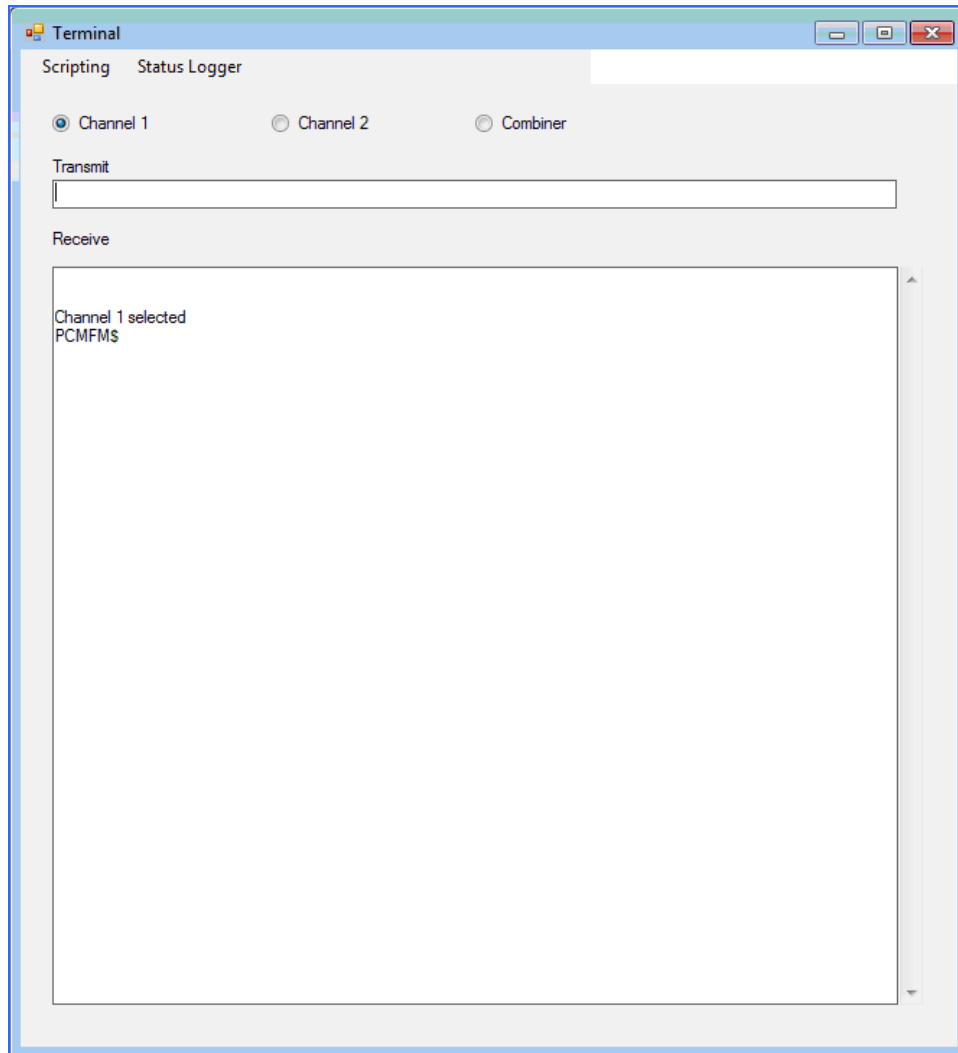 Terminal
Scripting Status Logger
Channel 1 Channel 2 Combiner
Transmit
Receive
Channel 1 selected
PCMFM$